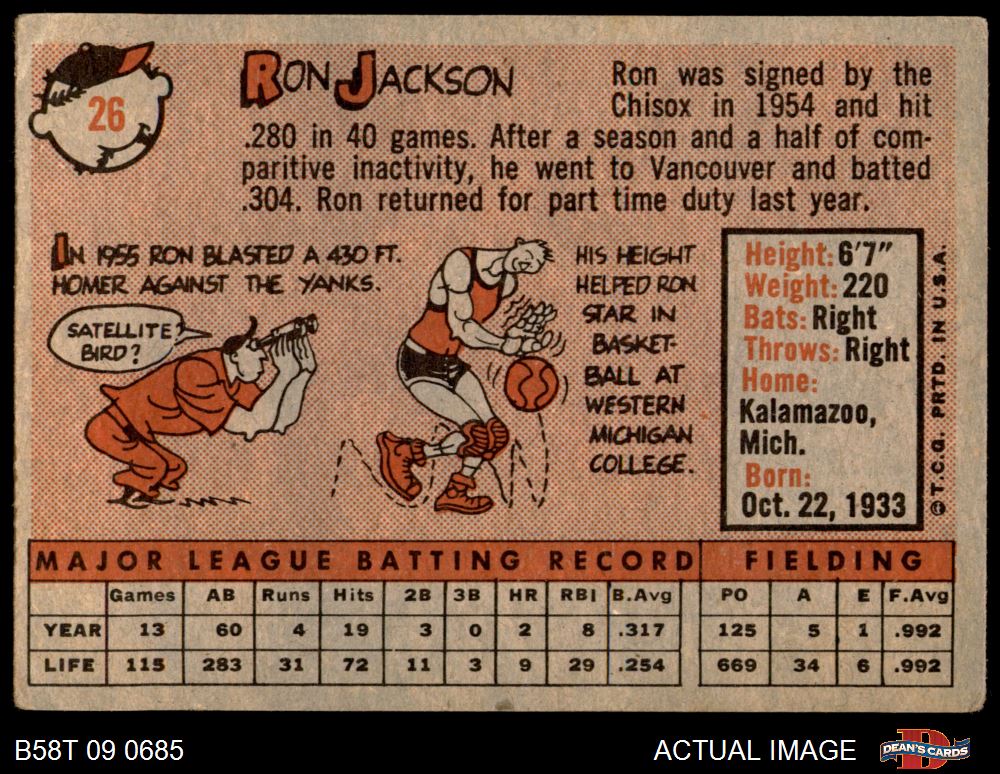 26
RON JACKSON
Ron was signed by the
Chisox in 1954 and hit
.280 in 40 games. After a season and a half of com-
paritive inactivity, he went to Vancouver and batted
.304. Ron returned for part time duty last year.
IN 1955 RON BLASTED A 430 FT.
HOMER AGAINST THE YANKS.
SATELLITE?
BIRD?
HIS HEIGHT
HELPED RON
STAR IN
BASKET-
BALL AT
WESTERN
MICHIGAN
COLLEGE.
Height: 6'7"
Weight: 220
Bats: Right
Throws: Right
Home:
Kalamazoo,
Mich.
Born:
Oct. 22, 1933
© T.C.G. PRTD. IN U.S.A.
MAJOR LEAGUE BATTING RECORD FIELDING
Games AB Runs Hits 2B 3B HR RBI B.Avg PO A E F.Avg
YEAR 13 60 4 19 3 0 2 8 .317 125 5 1 .992
LIFE 115 283 31 72 11 3 9 29 .254 669 34 6 .992
B58T 09 0685 ACTUAL IMAGE DEAN'S CARDS